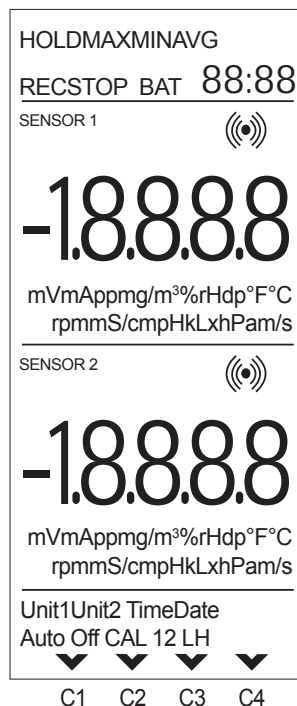 HOLDMAXMINAVG
RECSTOP BAT 88:88
SENSOR 1
-1.8.8.8.8
mVmAppmg/m³%rHdp°F°C
rpmmS/cmpHkLxhPam/s
SENSOR 2
-1.8.8.8.8
mVmAppmg/m³%rHdp°F°C
rpmmS/cmpHkLxhPam/s
Unit1Unit2 TimeDate
Auto Off CAL 12 LH
C1 C2 C3 C4